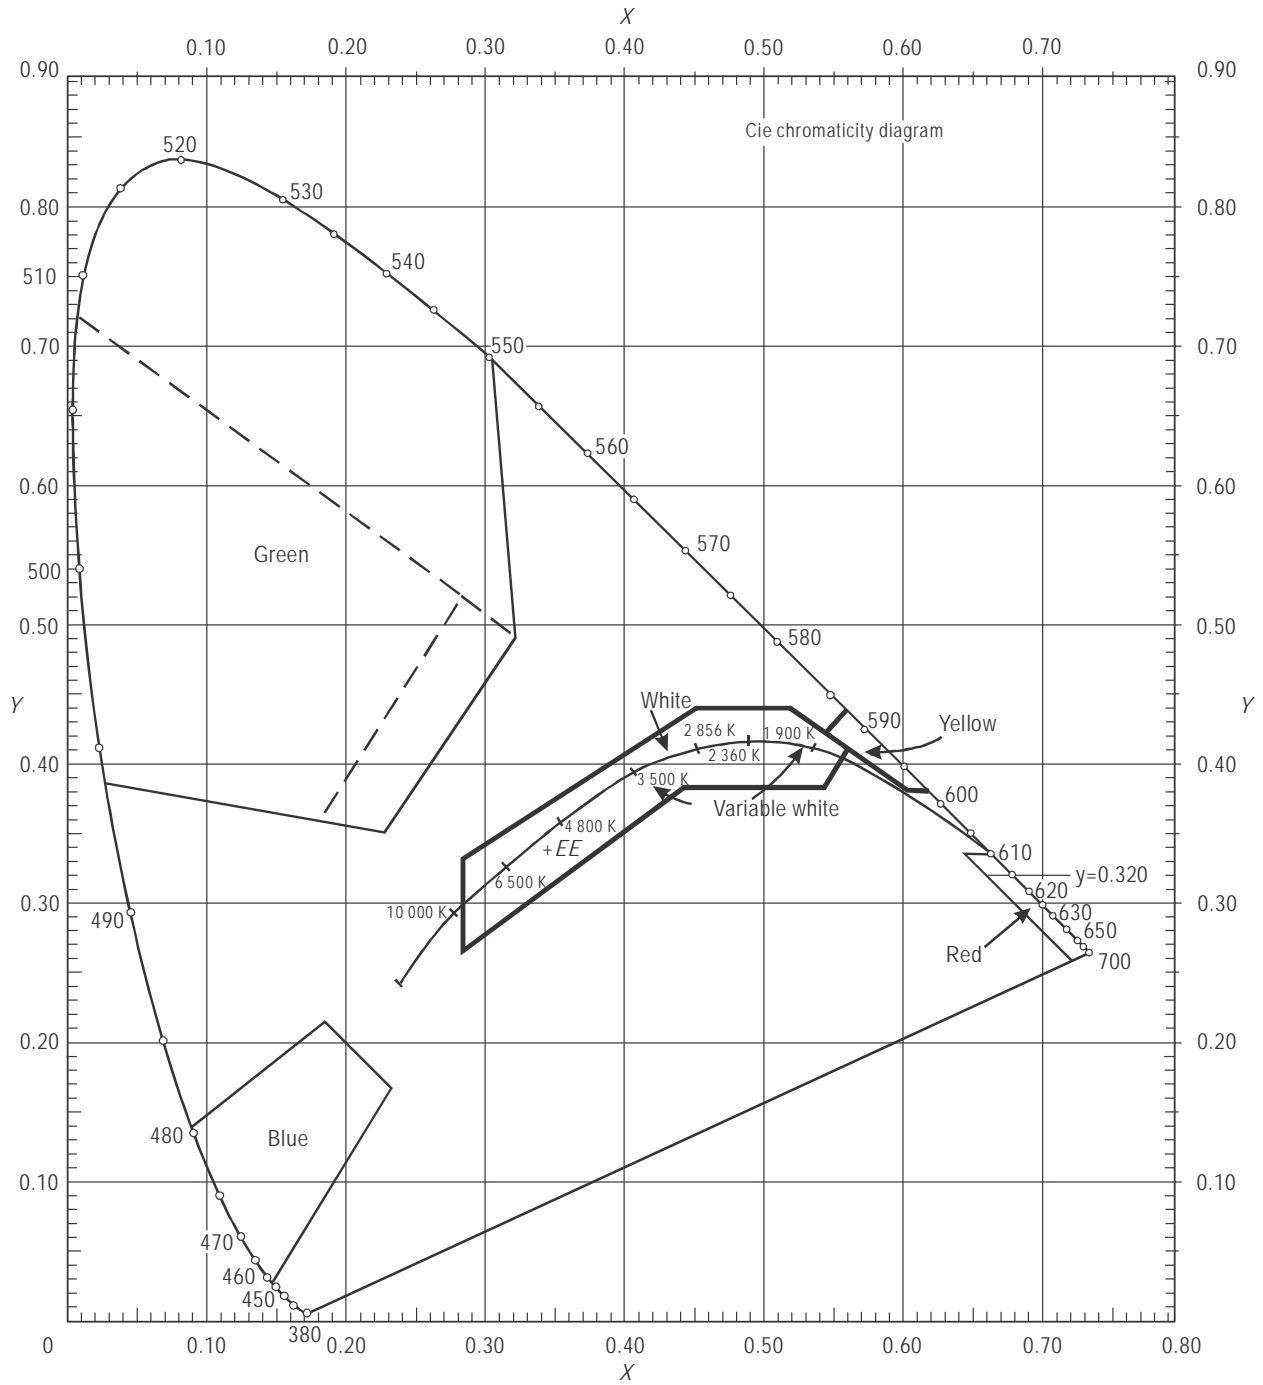 X
0.10 0.20 0.30 0.40 0.50 0.60 0.70
0.90 0.90
Cie chromaticity diagram
520
530
0.80 0.80
540
510
550
0.70 0.70
560
0.60 0.60
570
Green
500
0.50 0.50
580
White
Y Y
590
Yellow
2 856 K 1 900 K
2 360 K
0.40 0.40
3 500 K
600
Variable white
4 800 K
+EE
610
y=0.320
6 500 K
620
0.30 0.30
10 000 K
630
490
650
Red
700
0.20 0.20
480
Blue
0.10 0.10
470
460
450
380
0 0.10 0.20 0.30 0.40 0.50 0.60 0.70 0.80
X